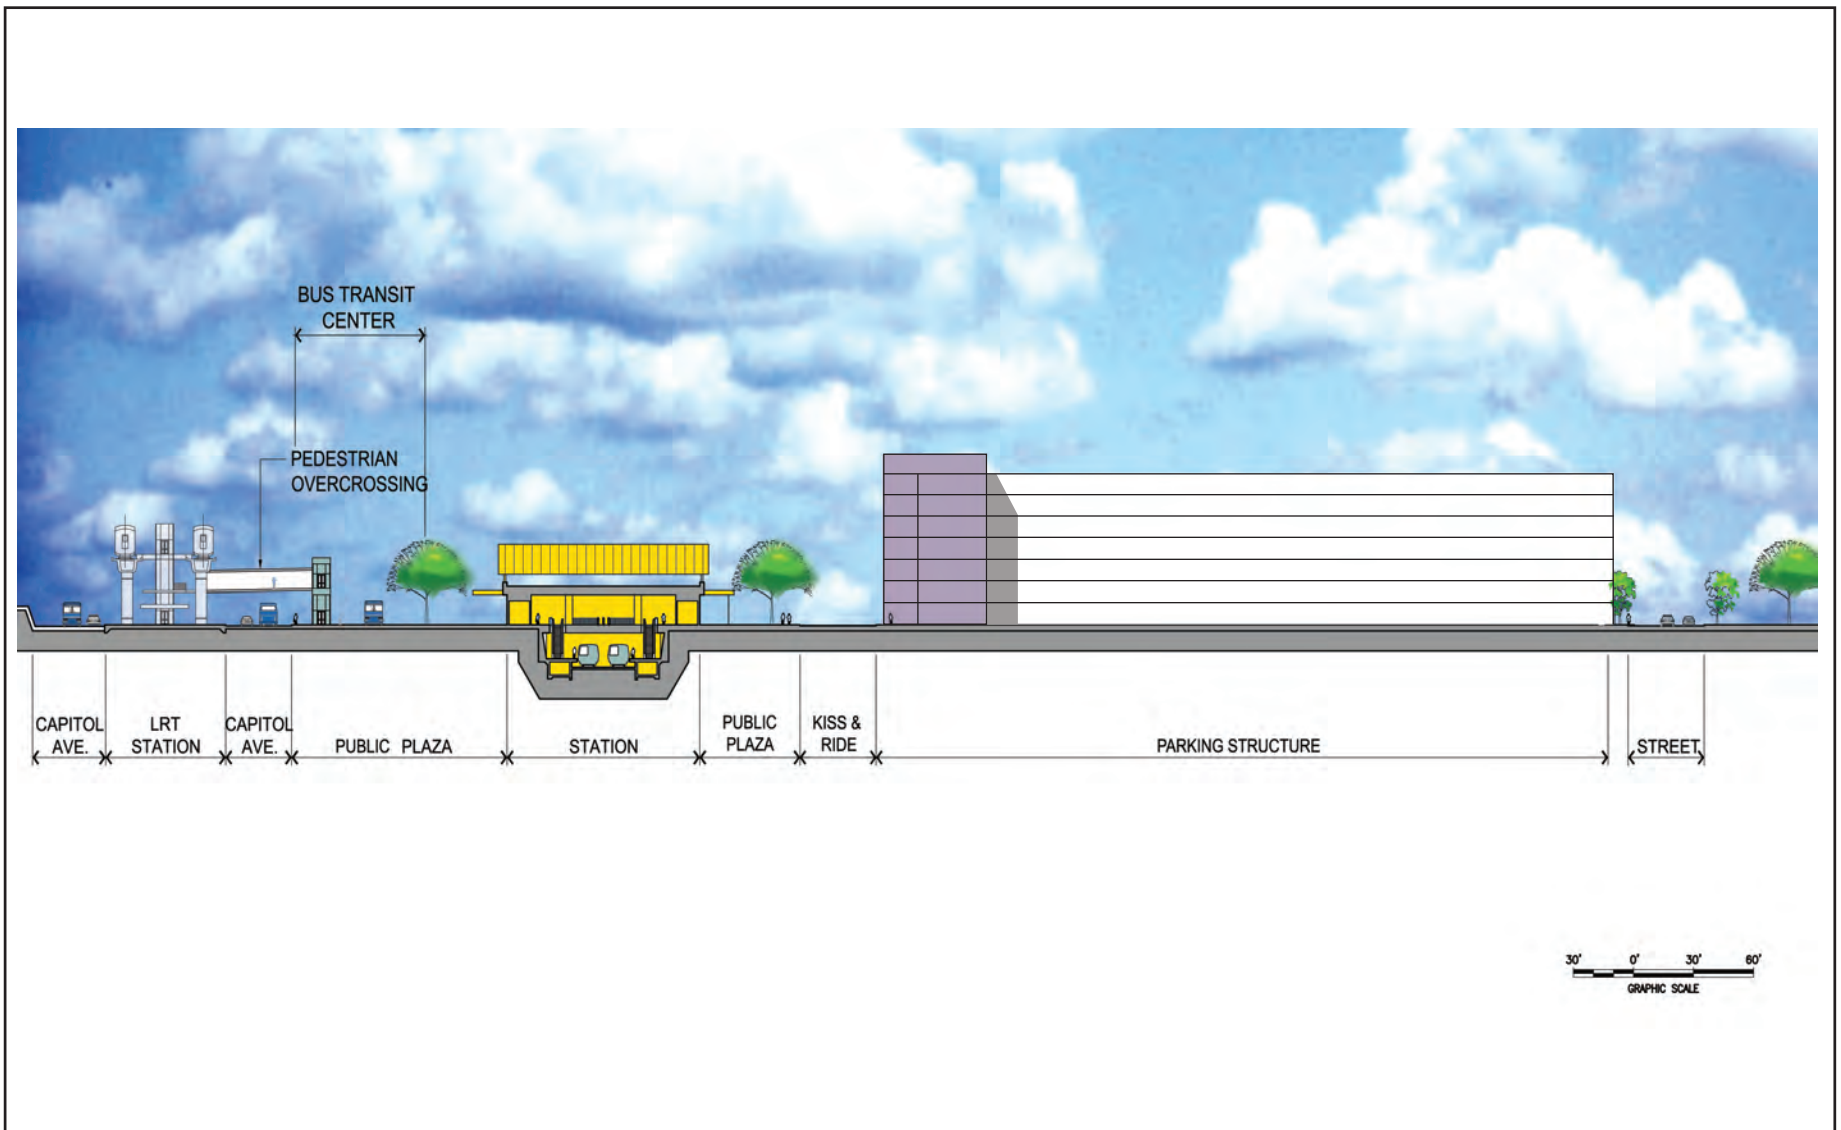 BUS TRANSIT
CENTER
PEDESTRIAN
OVERCROSSING
CAPITOL
AVE.
LRT
STATION
CAPITOL
AVE.
PUBLIC PLAZA
STATION
PUBLIC
PLAZA
KISS &
RIDE
PARKING STRUCTURE
STREET
30' 0' 30' 60'
GRAPHIC SCALE